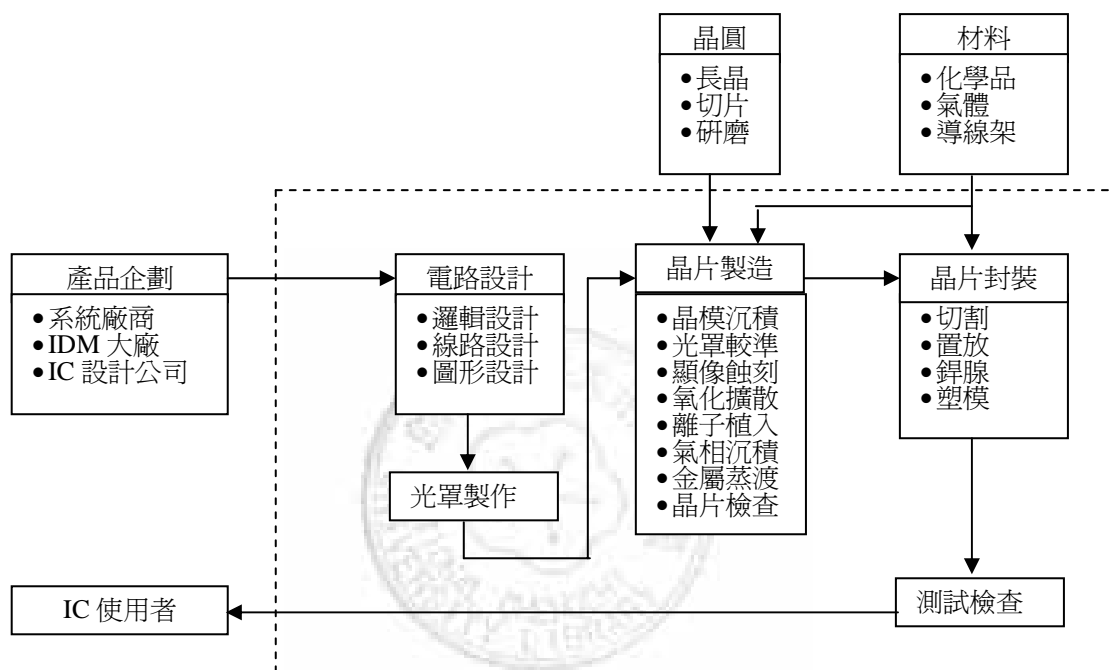 晶圓
●長晶
●切片
●研磨
材料
●化學品
●氣體
●導線架
產品企劃
●系統廠商
●IDM 大廠
●IC 設計公司
電路設計
●邏輯設計
●線路設計
●圖形設計
晶片製造
●晶模沉積
●光罩較準
●顯像蝕刻
●氧化擴散
●離子植入
●氣相沉積
●金屬蒸渡
●晶片檢查
晶片封裝
●切割
●置放
●銲腺
●塑模
光罩製作
IC 使用者
測試檢查